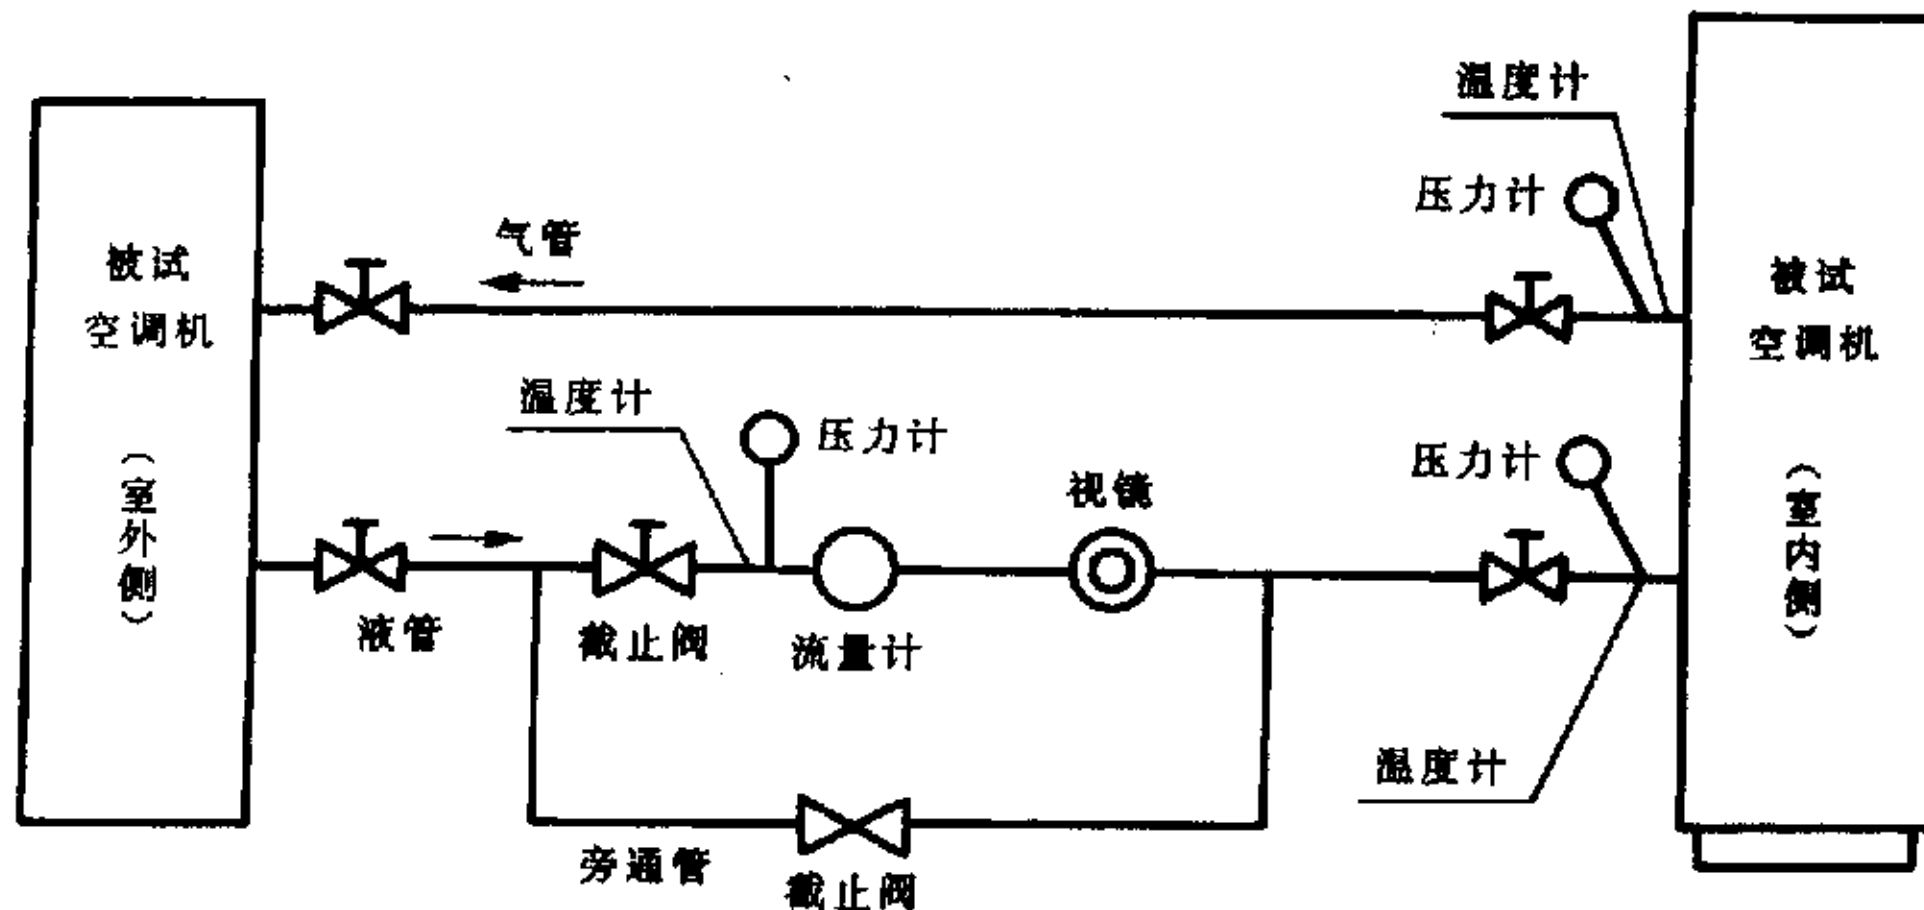 温度计
压力计
气管
被试
空调机
被试
空调机
温度计
压力计
压力计
视镜
（室外侧）
（室内侧）
液管
截止阀
流量计
温度计
旁通管
截止阀